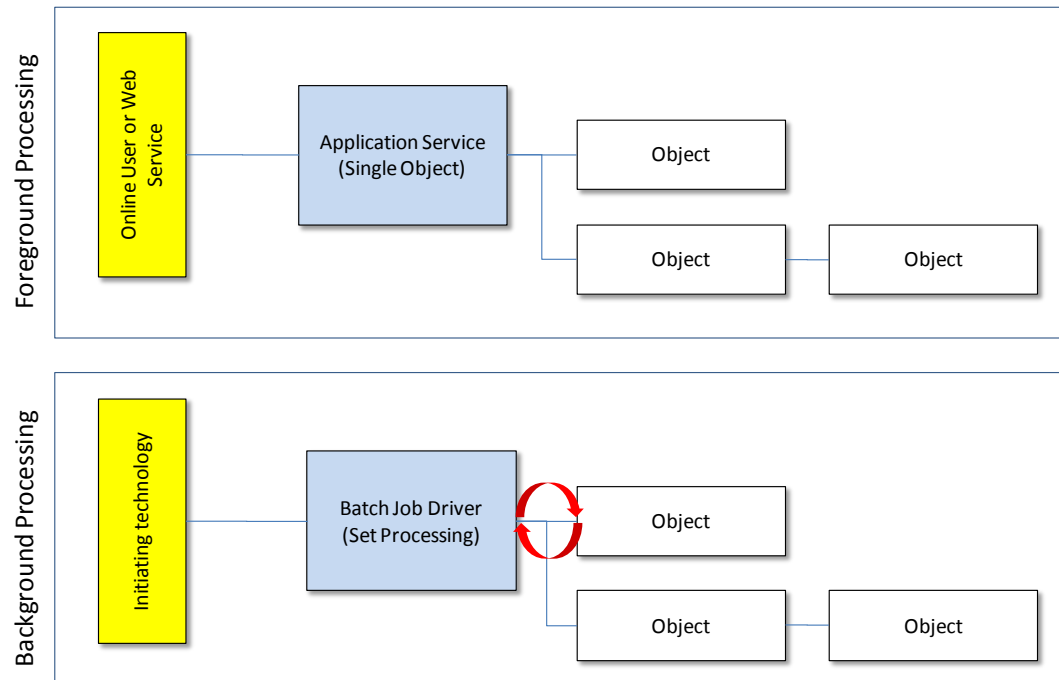 Foreground Processing
Online User or Web
Service
Application Service
(Single Object)
Object
Object
Object
Background Processing
Initiating technology
Batch Job Driver
(Set Processing)
Object
Object
Object